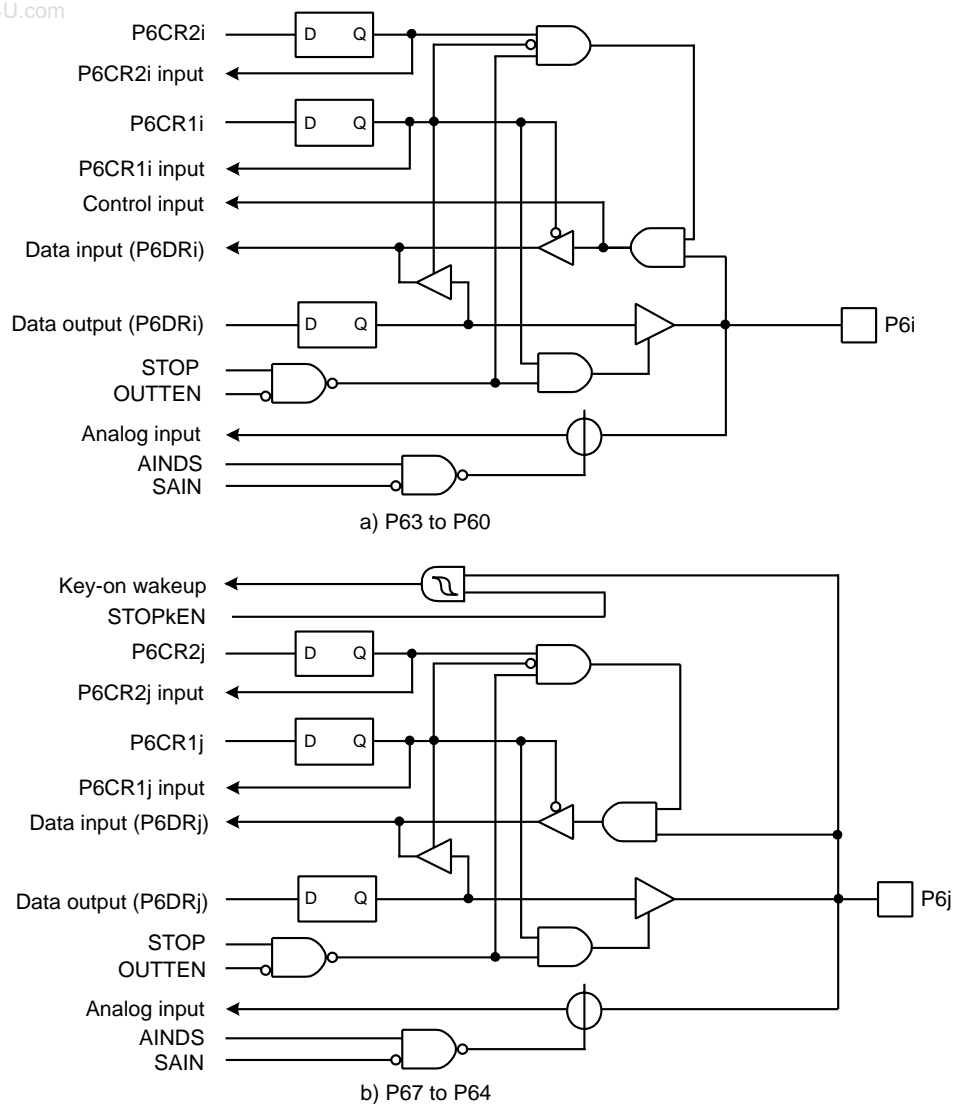 4U.com
P6CR2i
D Q
P6CR2i input
P6CR1i
D Q
P6CR1i input
Control input
Data input (P6DRi)
Data output (P6DRi)
D Q
P6i
STOP
OUTTEN
Analog input
AINDS
SAIN
a) P63 to P60
Key-on wakeup
STOPkEN
P6CR2j
D Q
P6CR2j input
P6CR1j
D Q
P6CR1j input
Data input (P6DRj)
Data output (P6DRj)
D Q
P6j
STOP
OUTTEN
Analog input
AINDS
SAIN
b) P67 to P64